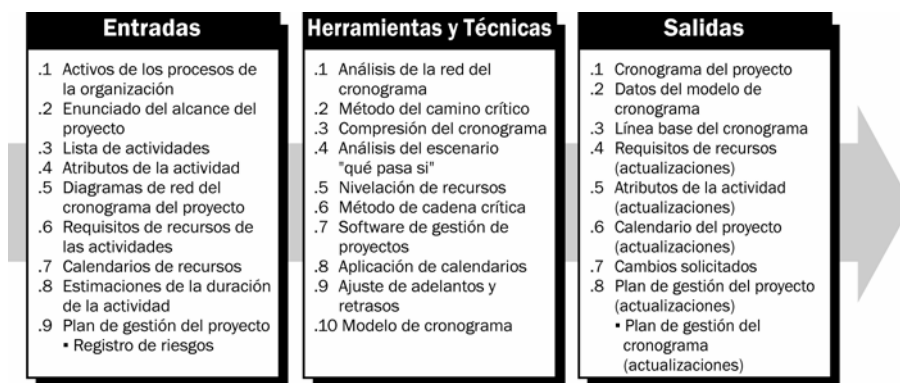 Entradas
.1 Activos de los procesos de
la organización
.2 Enunciado del alcance del
proyecto
.3 Lista de actividades
.4 Atributos de la actividad
.5 Diagramas de red del
cronograma del proyecto
.6 Requisitos de recursos de
las actividades
.7 Calendarios de recursos
.8 Estimaciones de la duración
de la actividad
.9 Plan de gestión del proyecto
▪ Registro de riesgos
Herramientas y Técnicas
.1 Análisis de la red del
cronograma
.2 Método del camino crítico
.3 Compresión del cronograma
.4 Análisis del escenario
"qué pasa si"
.5 Nivelación de recursos
.6 Método de cadena crítica
.7 Software de gestión de
proyectos
.8 Aplicación de calendarios
.9 Ajuste de adelantos y
retrasos
.10 Modelo de cronograma
Salidas
.1 Cronograma del proyecto
.2 Datos del modelo de
cronograma
.3 Línea base del cronograma
.4 Requisitos de recursos
(actualizaciones)
.5 Atributos de la actividad
(actualizaciones)
.6 Calendario del proyecto
(actualizaciones)
.7 Cambios solicitados
.8 Plan de gestión del proyecto
(actualizaciones)
▪ Plan de gestión del
cronograma
(actualizaciones)